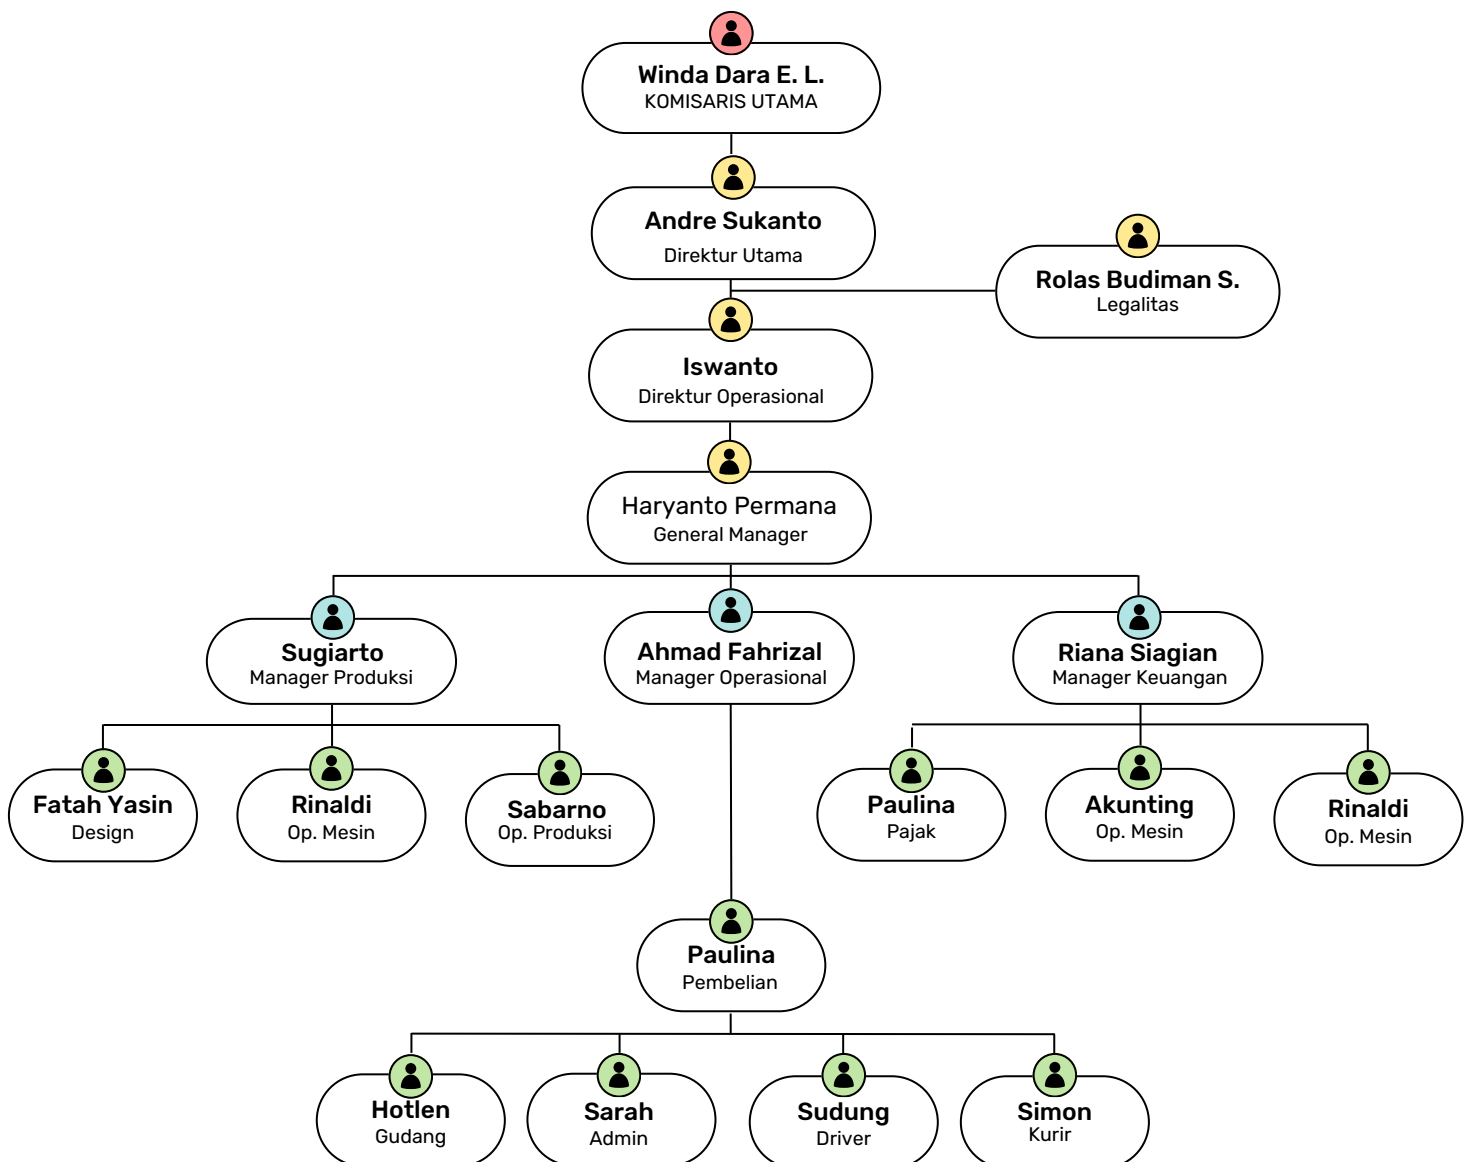 Winda Dara E. L.
KOMISARIS UTAMA
Andre Sukanto
Direktur Utama
Rolas Budiman S.
Legalitas
Iswanto
Direktur Operasional
Haryanto Permana
General Manager
Sugiarto
Manager Produksi
Ahmad Fahrizal
Manager Operasional
Riana Siagian
Manager Keuangan
Fatah Yasin
Design
Rinaldi
Op. Mesin
Sabarno
Op. Produksi
Paulina
Pajak
Akunting
Op. Mesin
Rinaldi
Op. Mesin
Paulina
Pembelian
Hotlen
Gudang
Sarah
Admin
Sudung
Driver
Simon
Kurir